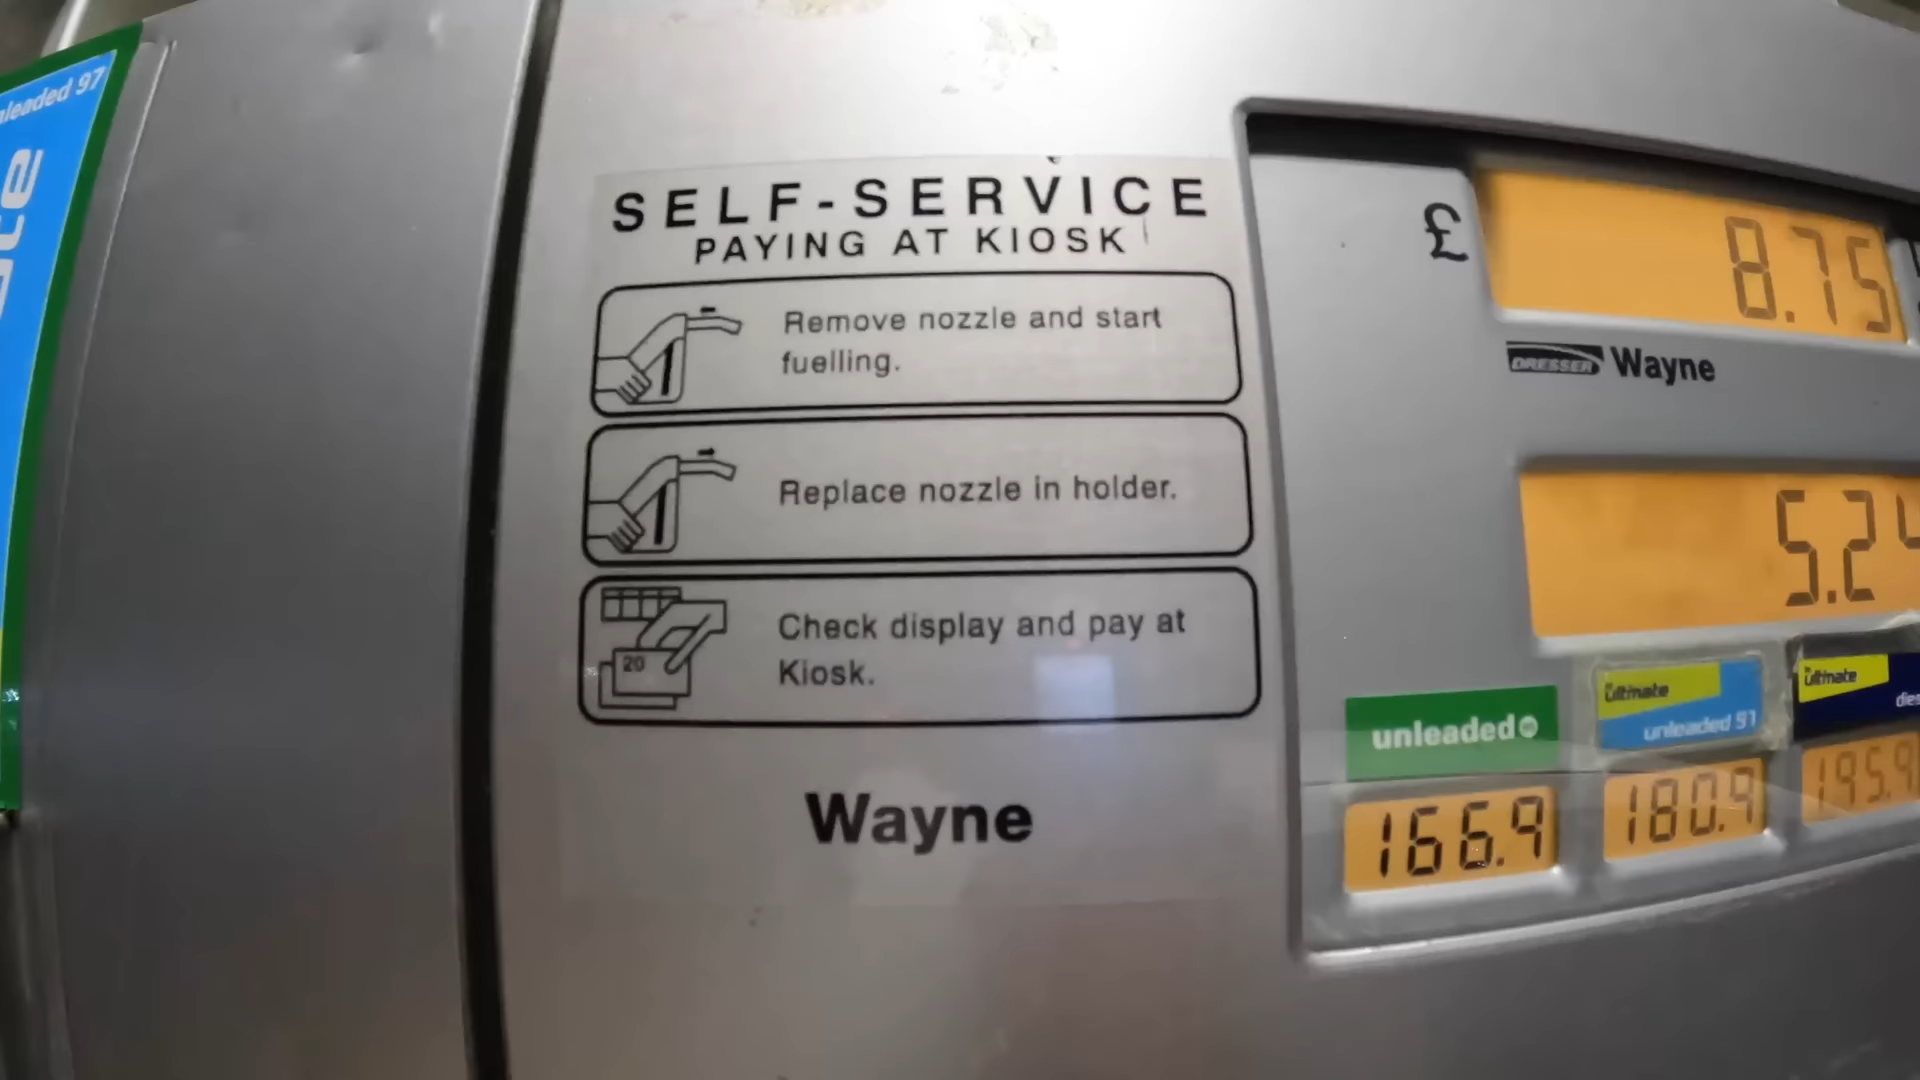 unleaded 97
SELF-SERVICE
PAYING AT KIOSK
Remove nozzle and start
fuelling.
Replace nozzle in holder.
20
Check display and pay at
Kiosk.
Wayne
£ 8.75
DRESSER Wayne
5.24
unleaded
ultimate
unleaded 97
ultimate
166.9
180.9
195.9